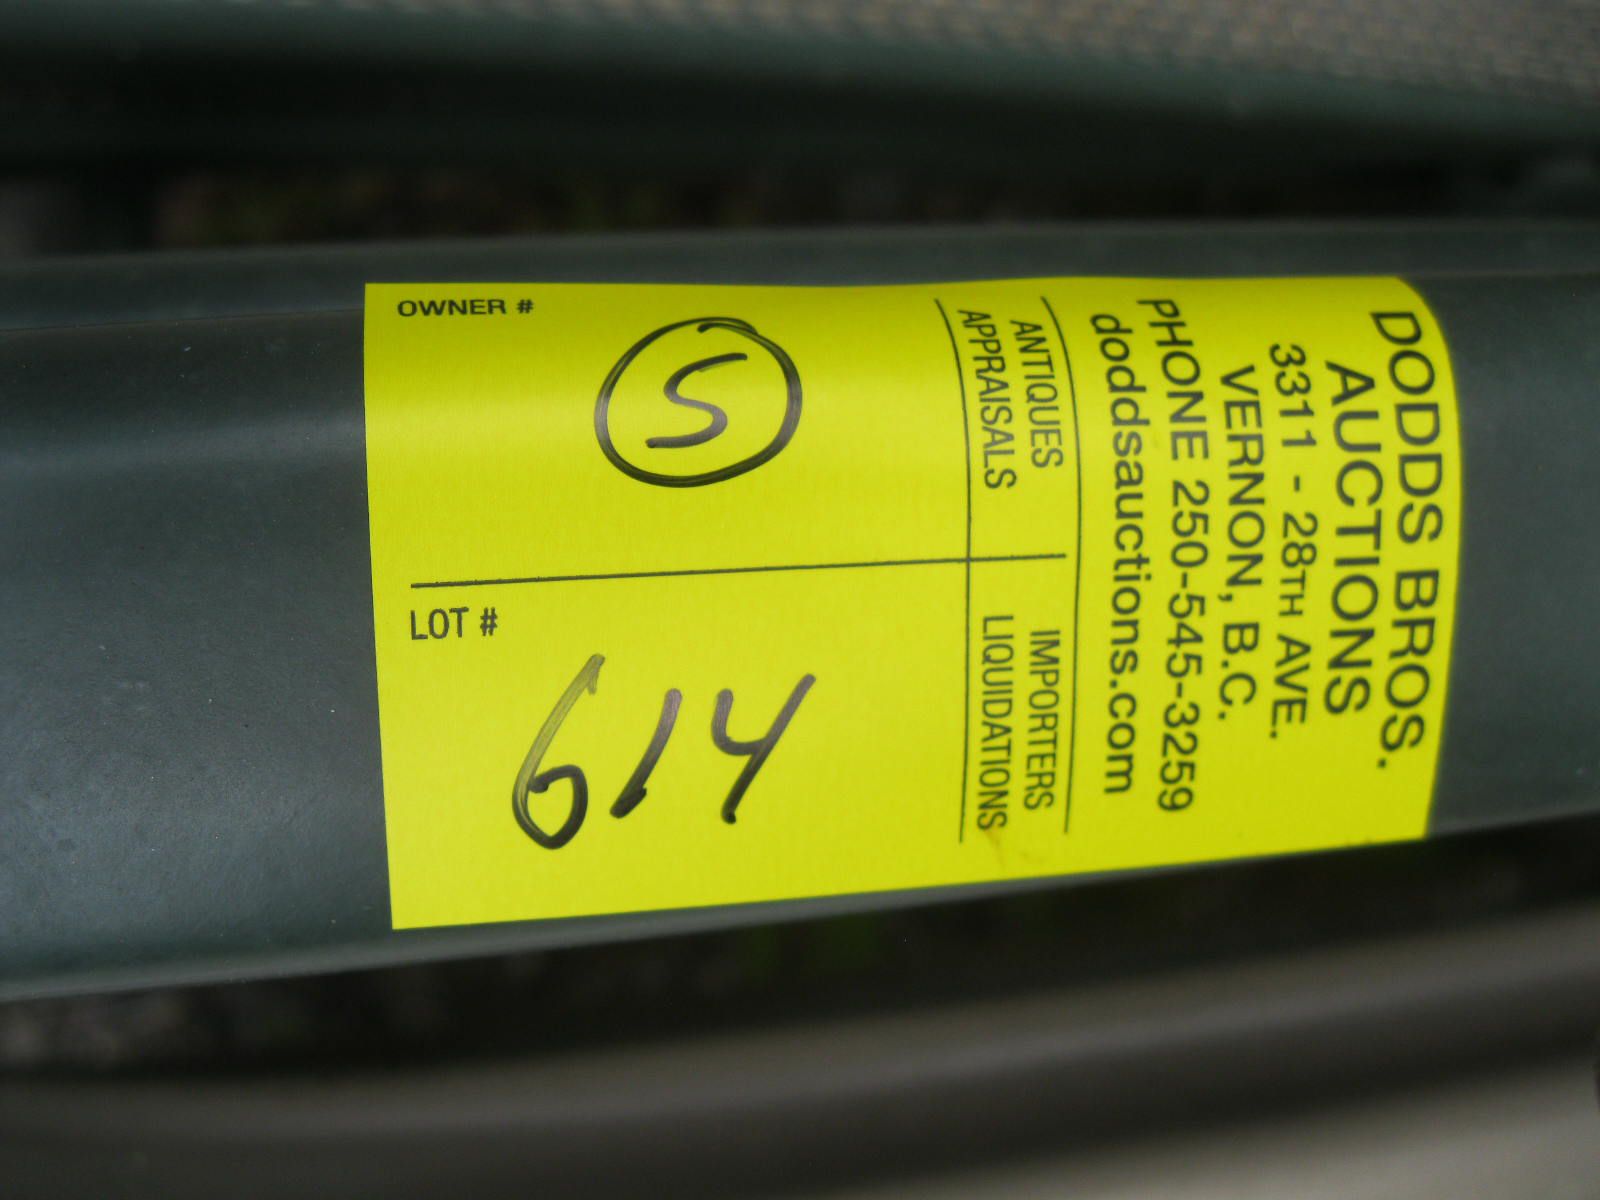 DODDS BROS.
AUCTIONS
3311 - 28TH AVE.
VERNON, B.C.
PHONE 250-545-3259
doddsauctions.com
ANTIQUES
APPRAISALS
IMPORTERS
LIQUIDATIONS
OWNER #
S
LOT #
614